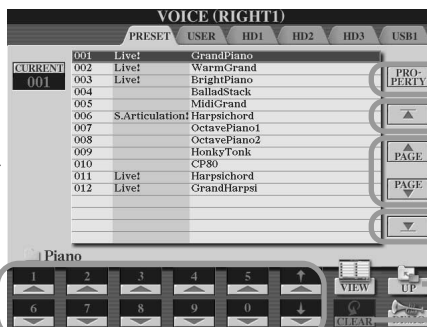 VOICE (RIGHT1)
PRESET USER HD1 HD2 HD3 USB1
CURRENT
001
001 Live! GrandPiano
002 Live! WarmGrand
003 Live! BrightPiano
004 BalladStack
005 MidiGrand
006 S.Articulation! Harpsichord
007 OctavePiano1
008 OctavePiano2
009 HonkyTonk
010 CP80
011 Live! Harpsichord
012 Live! GrandHarpsi
PRO-
PERTY
PAGE
PAGE
Piano
1 2 3 4 5
VIEW UP
6 7 8 9 0
CLEAR